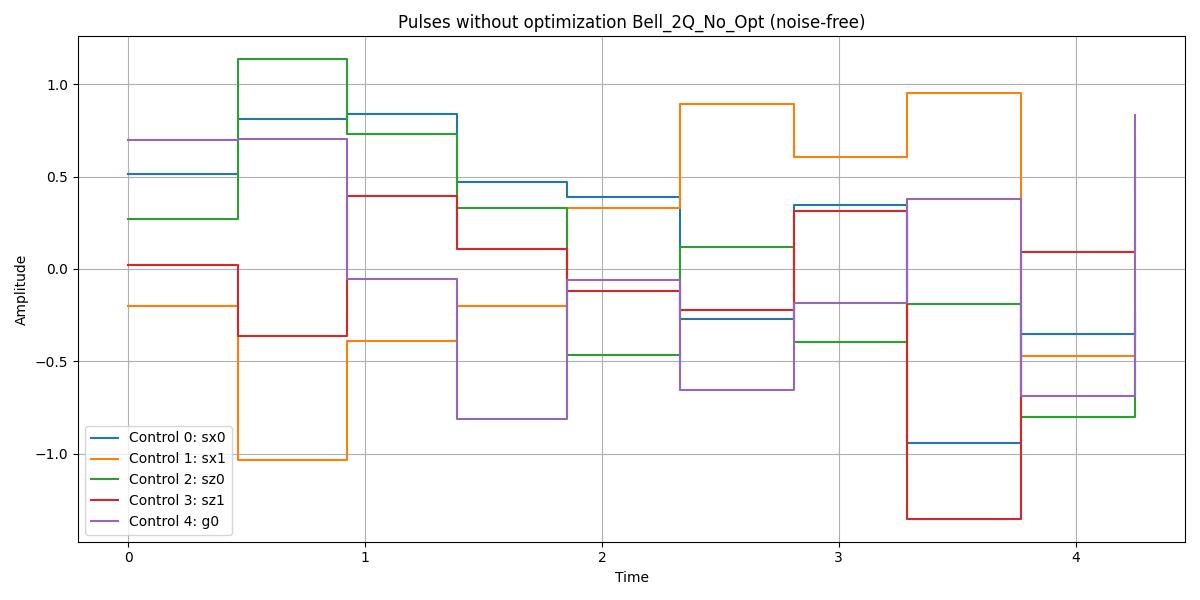 Pulses without optimization Bell_2Q_No_Opt (noise-free)
Amplitude
1.0
0.5
0.0
−0.5
−1.0
Control 0: sx0
Control 1: sx1
Control 2: sz0
Control 3: sz1
Control 4: g0
0 1 2 3 4
Time